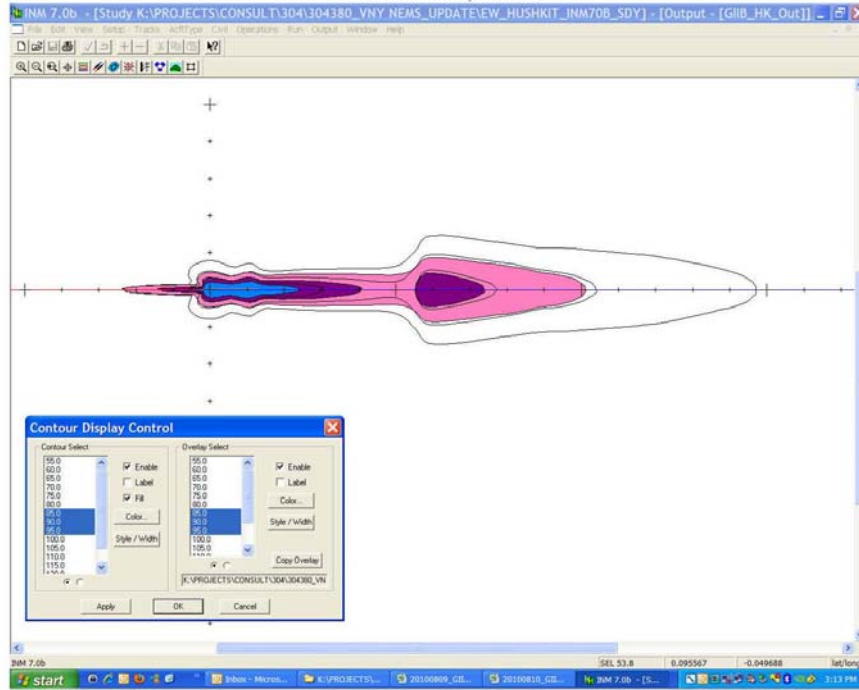 INM 7.0b - [Study K:\PROJECTS\CONSULT\304\304380_VNY NEMS_UPDATE\EW_HUSHKIT_INM70B_SDY] - [Output - [GIIB_HK_Out]]
File Edit View Setup Tracks AcftType Civil Operations Run Output Window Help
Contour Display Control
Contour Select
55.0
60.0
65.0
70.0
75.0
80.0
85.0
90.0
95.0
100.0
105.0
110.0
115.0
120.0
Enable
Label
Fill
Color...
Style / Width
Overlay Select
55.0
60.0
65.0
70.0
75.0
80.0
85.0
90.0
95.0
100.0
105.0
110.0
Enable
Label
Color...
Style / Width
Copy Overlay
K:\PROJECTS\CONSULT\304\304380_VN
Apply OK Cancel
INM 7.0b SEL 53.8 0.095567 -0.049688 lat/long
start Inbox - Micros... K:\PROJECTS\... 20100809_GII... 20100810_GII... INM 7.0b - [S... 3:13 PM